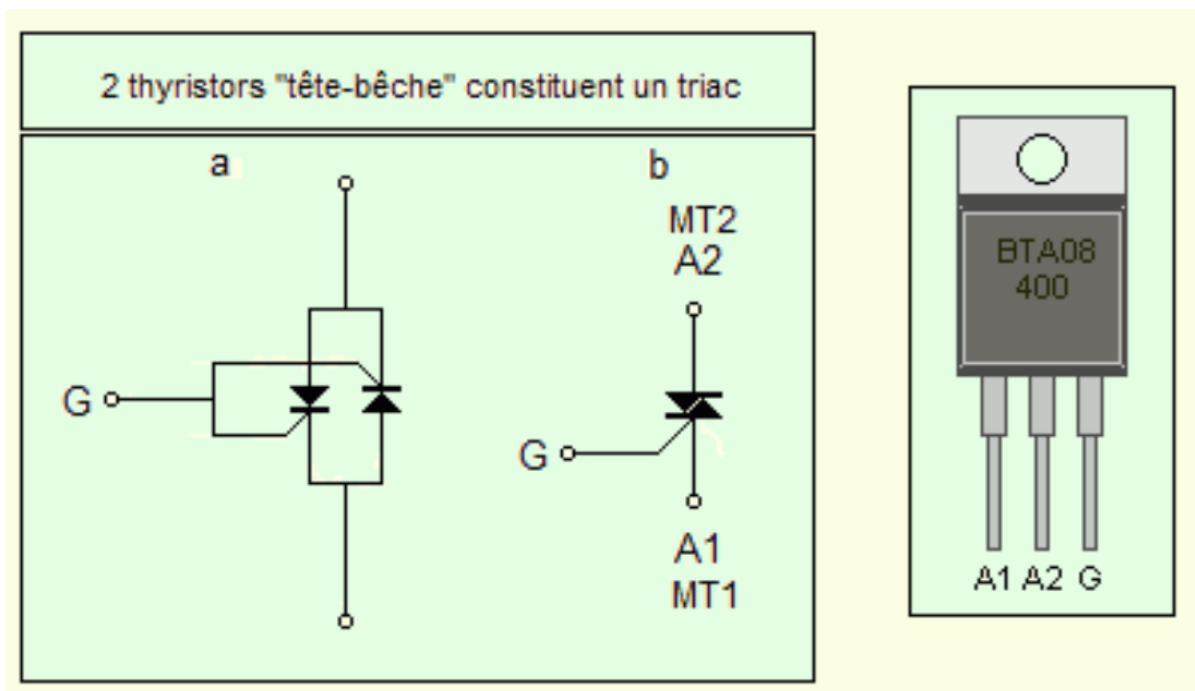 2 thyristors "tête-bêche" constituent un triac
a
G
b
MT2
A2
G
A1
MT1
BTA08
400
A1 A2 G